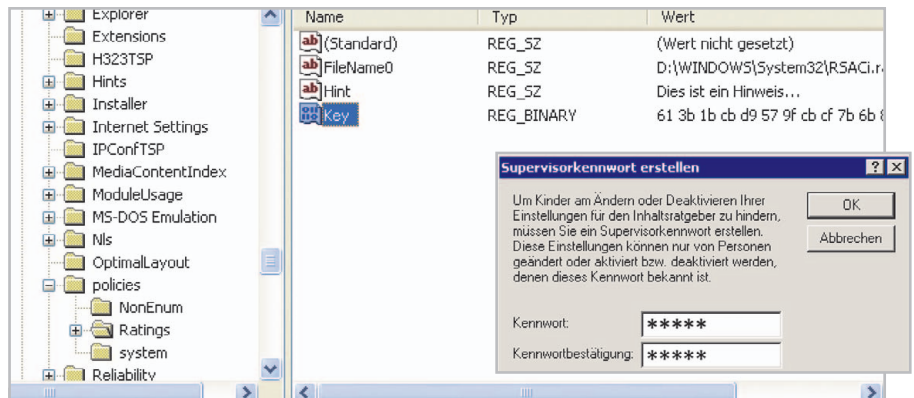 Explorer
Extensions
H323TSP
Hints
Installer
Internet Settings
IPConfTSP
MediaContentIndex
ModuleUsage
MS-DOS Emulation
Nls
OptimalLayout
policies
NonEnum
Ratings
system
Reliability
Name Typ Wert
(Standard) REG_SZ (Wert nicht gesetzt)
FileName0 REG_SZ D:\WINDOWS\System32\RSACi.ra
Hint REG_SZ Dies ist ein Hinweis...
Key REG_BINARY 61 3b 1b cb d9 57 9f cb cf 7b 6b 8
Supervisorkennwort erstellen
Um Kinder am Ändern oder Deaktivieren Ihrer
Einstellungen für den Inhaltsratgeber zu hindern,
müssen Sie ein Supervisorkennwort erstellen.
Diese Einstellungen können nur von Personen
geändert oder aktiviert bzw. deaktiviert werden,
denen dieses Kennwort bekannt ist.
OK
Abbrechen
Kennwort: *****
Kennwortbestätigung: *****